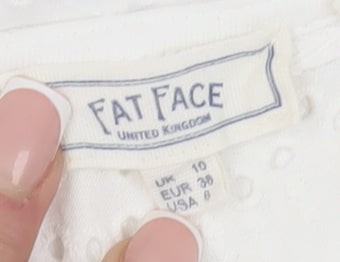 FAT FACE
UNITED KINGDOM
UK 10
EUR 38
USA 6